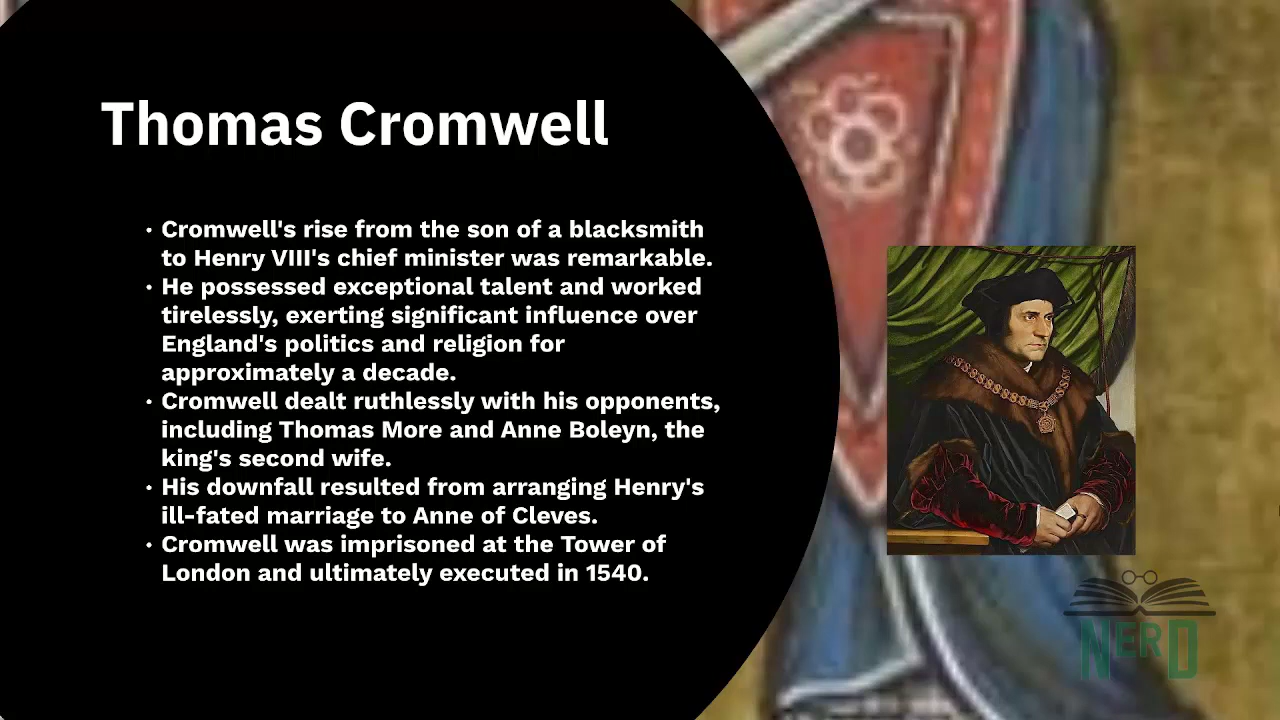 Thomas Cromwell
• Cromwell's rise from the son of a blacksmith
to Henry VIII's chief minister was remarkable.
• He possessed exceptional talent and worked
tirelessly, exerting significant influence over
England's politics and religion for
approximately a decade.
• Cromwell dealt ruthlessly with his opponents,
including Thomas More and Anne Boleyn, the
king's second wife.
• His downfall resulted from arranging Henry's
ill-fated marriage to Anne of Cleves.
• Cromwell was imprisoned at the Tower of
London and ultimately executed in 1540.
NERD